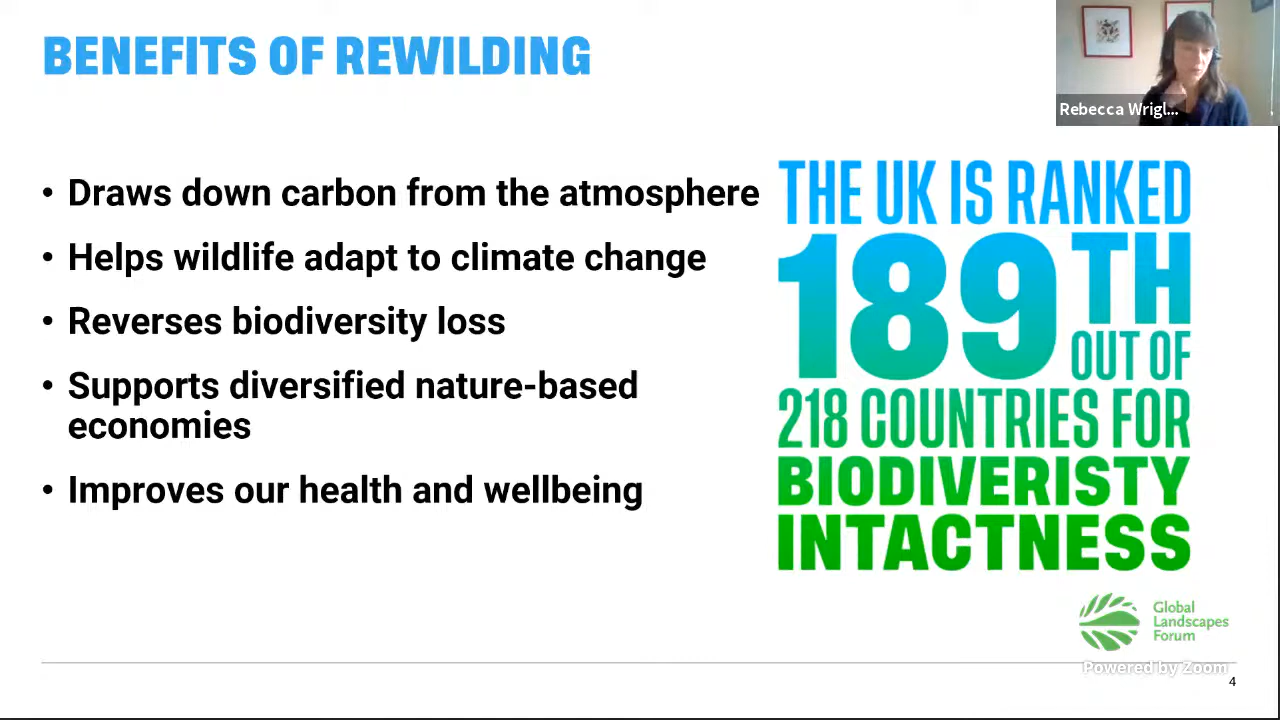 BENEFITS OF REWILDING
Rebecca Wrigl...
• Draws down carbon from the atmosphere
• Helps wildlife adapt to climate change
• Reverses biodiversity loss
• Supports diversified nature-based
economies
• Improves our health and wellbeing
THE UK IS RANKED
189TH
OUT OF
218 COUNTRIES FOR
BIODIVERISTY
INTACTNESS
Global
Landscapes
Forum
Powered by Zoom
4